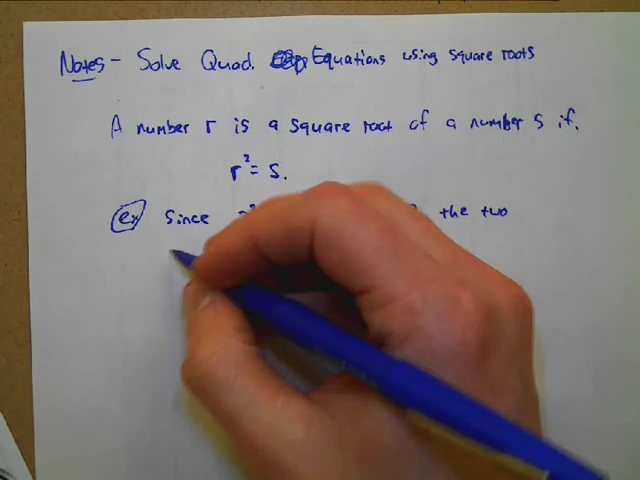 Notes - Solve Quad. Equations using square roots
A number r is a square root of a number s if.
r² = s.
ex Since the two